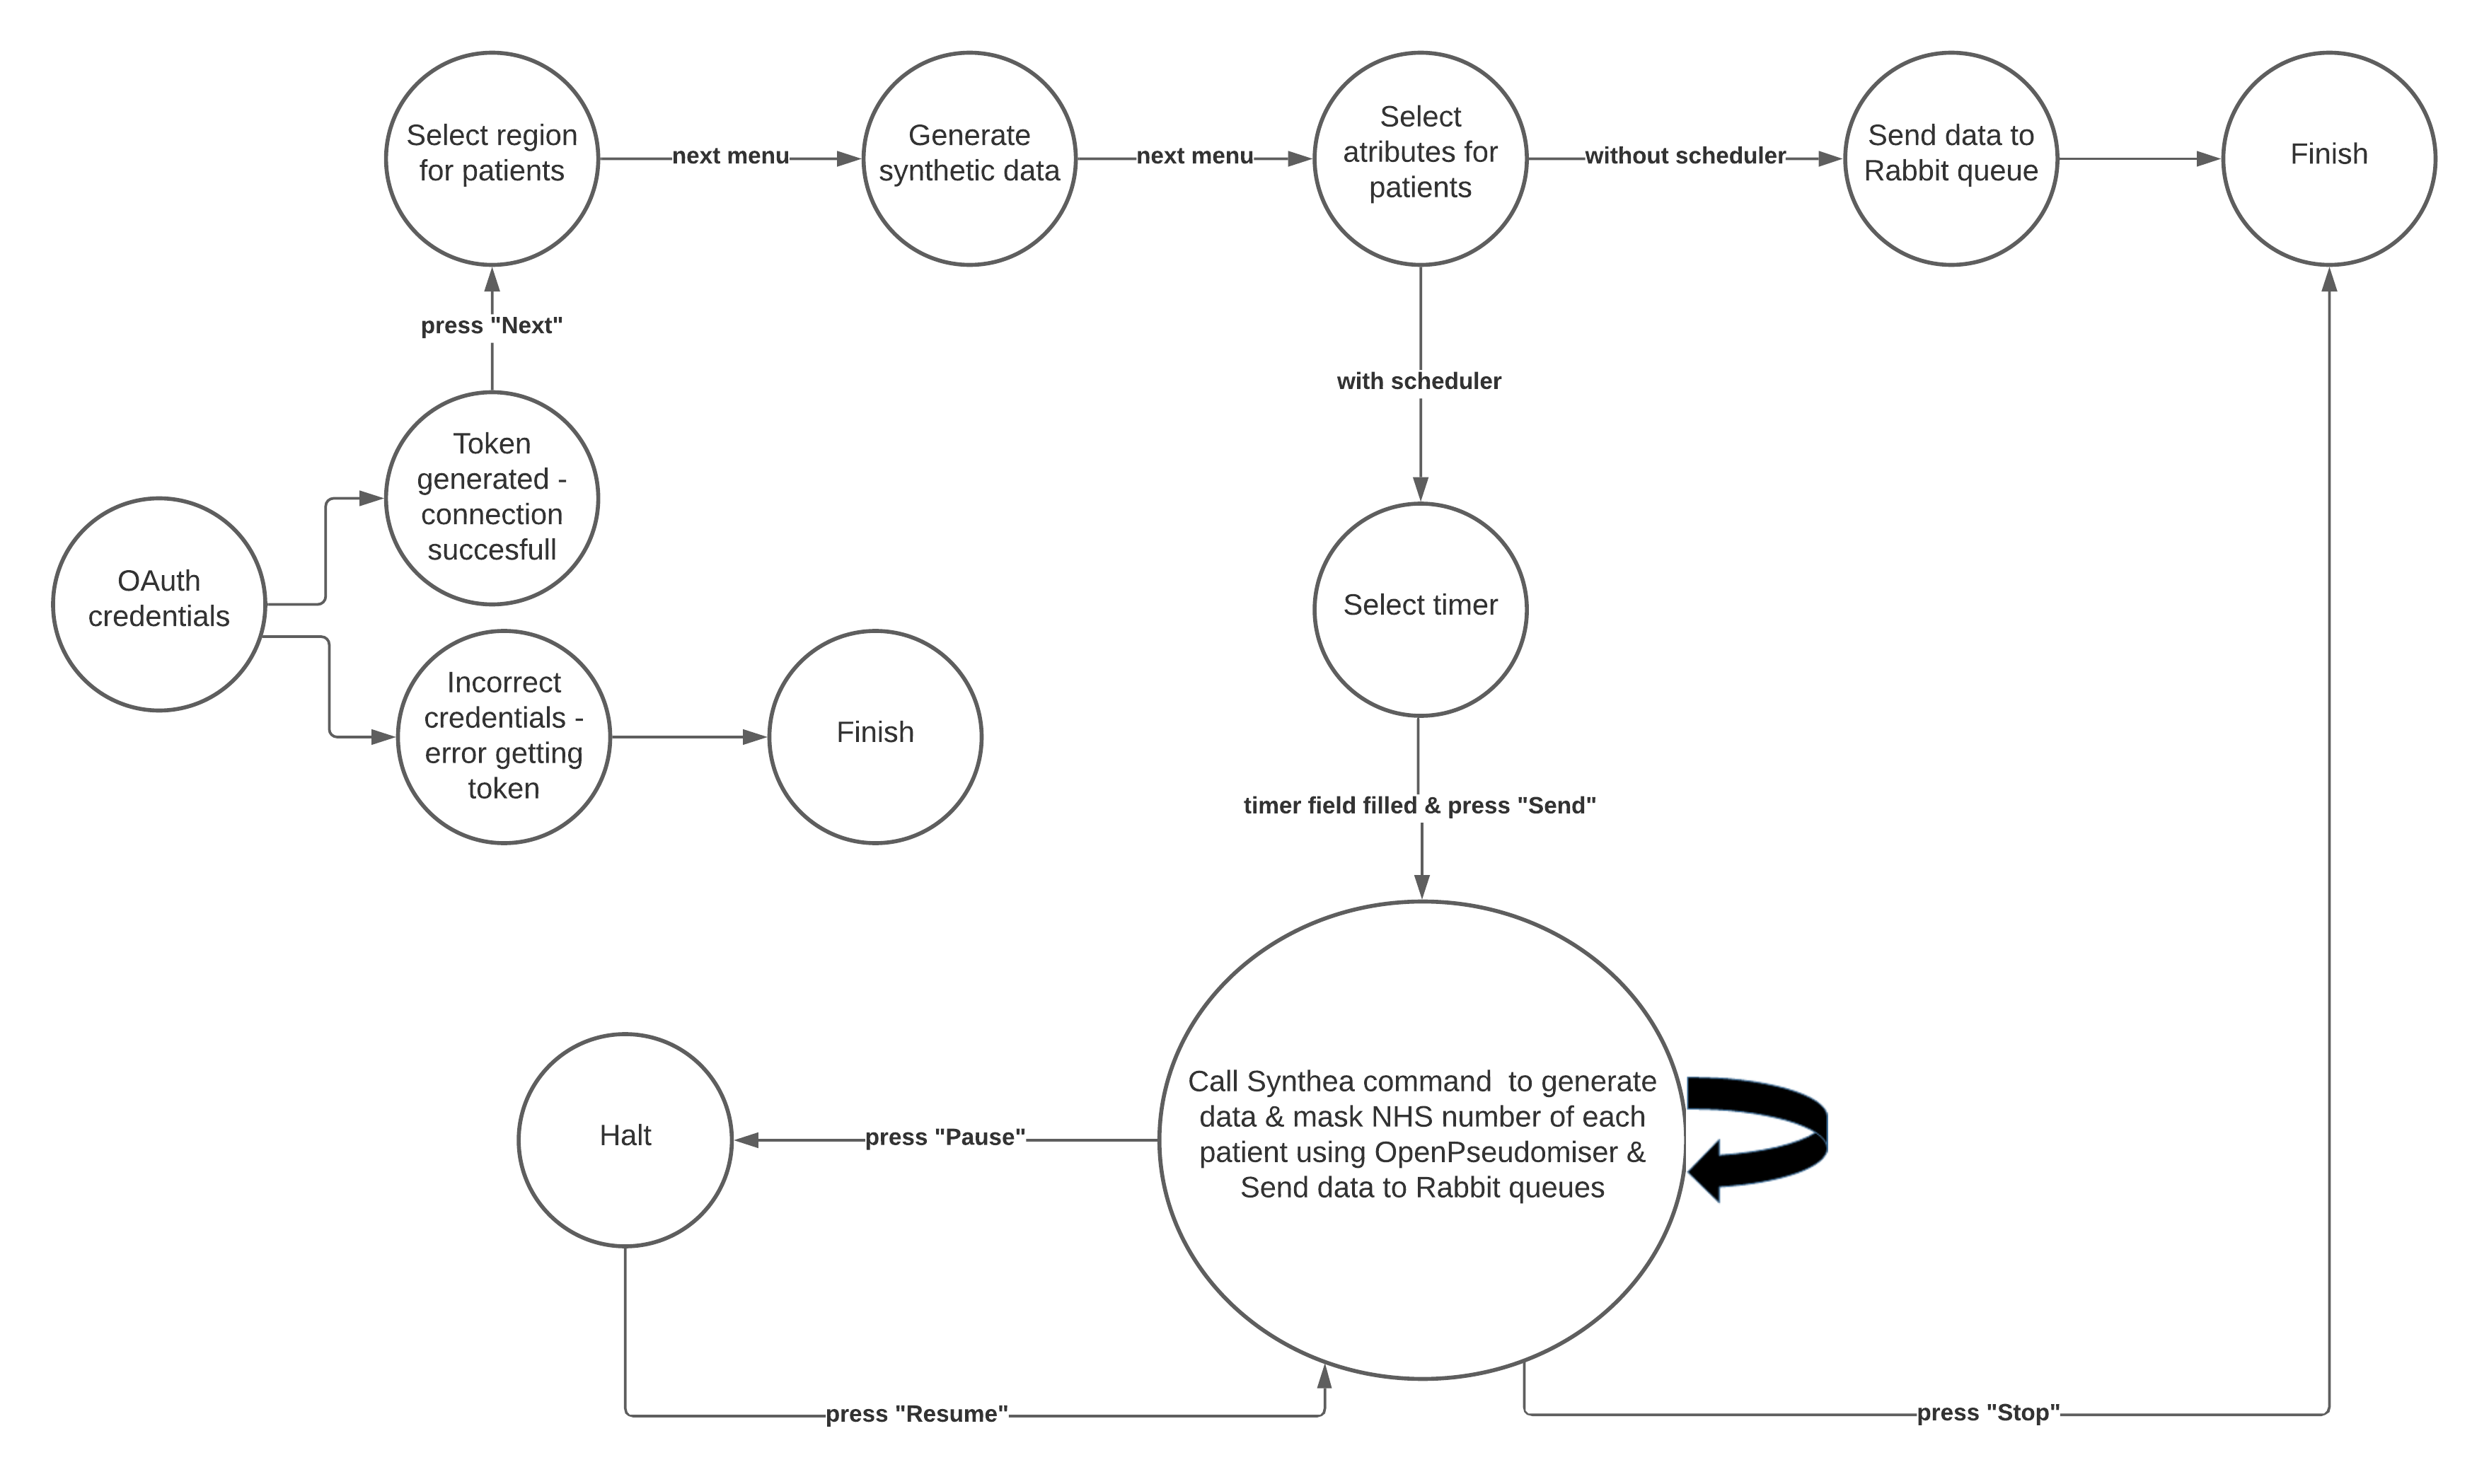 Select region
for patients
next menu
Generate
synthetic data
next menu
Select
atributes for
patients
without scheduler
Send data to
Rabbit queue
Finish
press "Next"
with scheduler
Token
generated -
connection
succesfull
OAuth
credentials
Select timer
Incorrect
credentials -
error getting
token
Finish
timer field filled & press "Send"
Call Synthea command  to generate
data & mask NHS number of each
patient using OpenPseudomiser &
Send data to Rabbit queues
press "Pause"
Halt
press "Resume"
press "Stop"